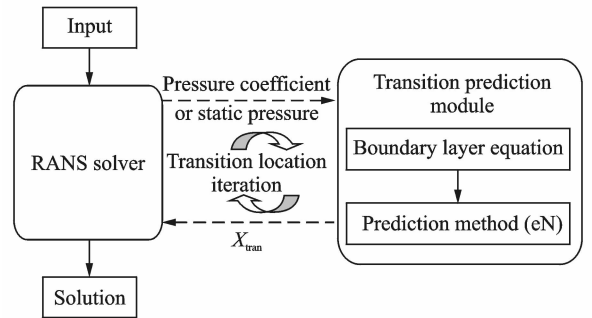 Input
RANS solver
Solution
Pressure coefficient
or static pressure
Transition location
iteration
Xtran
Transition prediction
module
Boundary layer equation
Prediction method (eN)